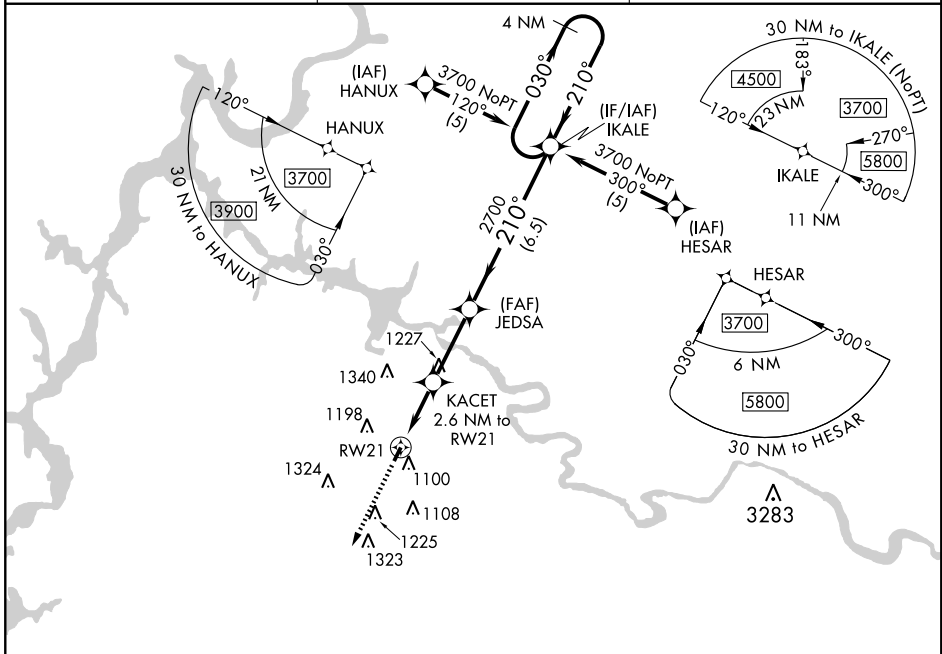 4 NM
030°
210°
(IAF)
HANUX
3700 NoPT
120°
(5)
(IF/IAF)
IKALE
3700 NoPT
300°
(5)
(IAF)
HESAR
30 NM to IKALE (NoPT)
183°
4500
23 NM
120°
3700
270°
5800
300°
IKALE
11 NM
120°
HANUX
3700
21 NM
3900
030°
30 NM to HANUX
2700
210°
(6.5)
(FAF)
JEDSA
HESAR
3700
030°
300°
6 NM
5800
30 NM to HESAR
1227
1340
KACET
2.6 NM to
RW21
1198
RW21
1324
1100
1108
1225
1323
3283